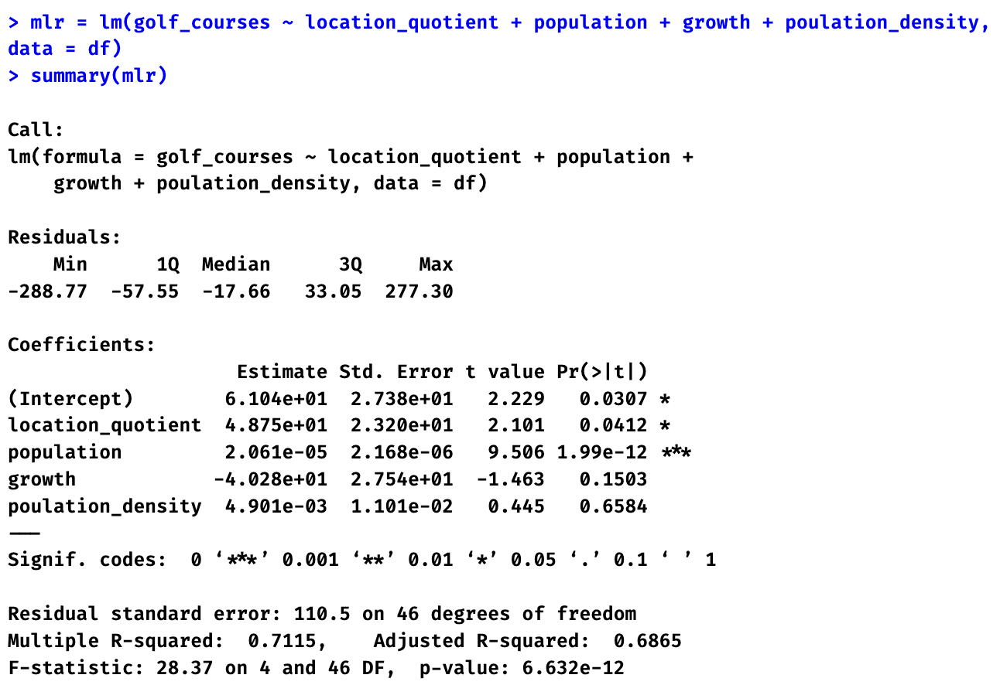 > mlr = lm(golf_courses ~ location_quotient + population + growth + poulation_density,
data = df)
> summary(mlr)
Call:
lm(formula = golf_courses ~ location_quotient + population +
    growth + poulation_density, data = df)
Residuals:
    Min      1Q  Median      3Q     Max
-288.77  -57.55  -17.66   33.05  277.30
Coefficients:
                    Estimate Std. Error t value Pr(>|t|)
(Intercept)        6.104e+01  2.738e+01   2.229   0.0307 *
location_quotient  4.875e+01  2.320e+01   2.101   0.0412 *
population         2.061e-05  2.168e-06   9.506 1.99e-12 ***
growth            -4.028e+01  2.754e+01  -1.463   0.1503
poulation_density  4.901e-03  1.101e-02   0.445   0.6584
---
Signif. codes:  0 ‘***’ 0.001 ‘**’ 0.01 ‘*’ 0.05 ‘.’ 0.1 ‘ ’ 1
Residual standard error: 110.5 on 46 degrees of freedom
Multiple R-squared:  0.7115,    Adjusted R-squared:  0.6865
F-statistic: 28.37 on 4 and 46 DF,  p-value: 6.632e-12